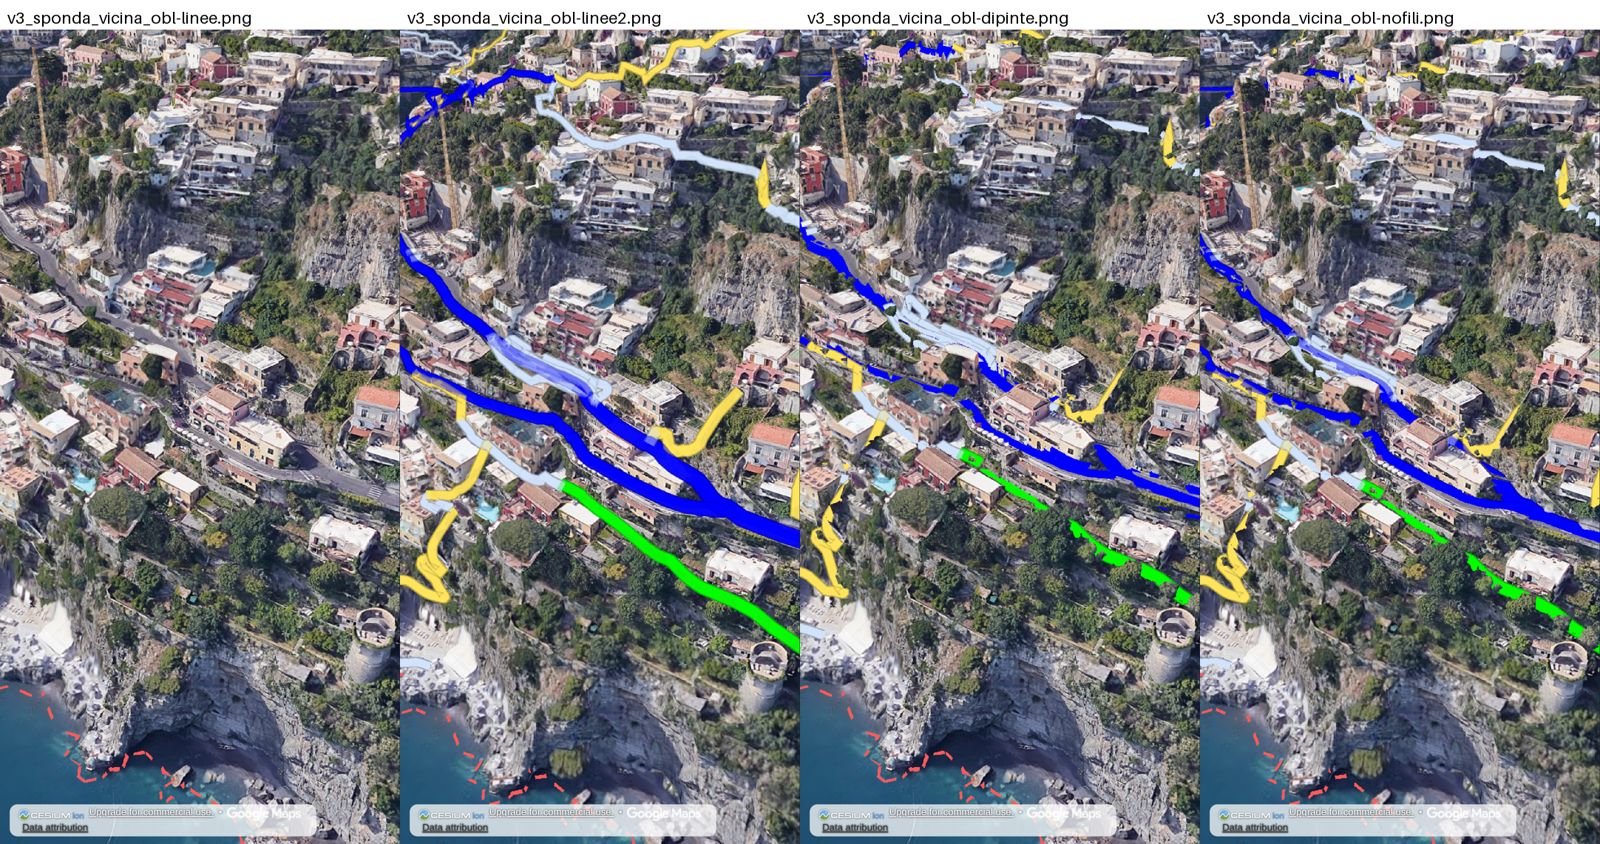 v3_sponda_vicina_obl-linee.png
v3_sponda_vicina_obl-linee2.png
v3_sponda_vicina_obl-dipinte.png
v3_sponda_vicina_obl-nofili.png
CESIUM ion Upgrade for commercial use. • Google Maps
Data attribution
CESIUM ion Upgrade for commercial use. • Google Maps
Data attribution
CESIUM ion Upgrade for commercial use. • Google Maps
Data attribution
CESIUM ion Upgrade for commercial use. • Google Maps
Data attribution